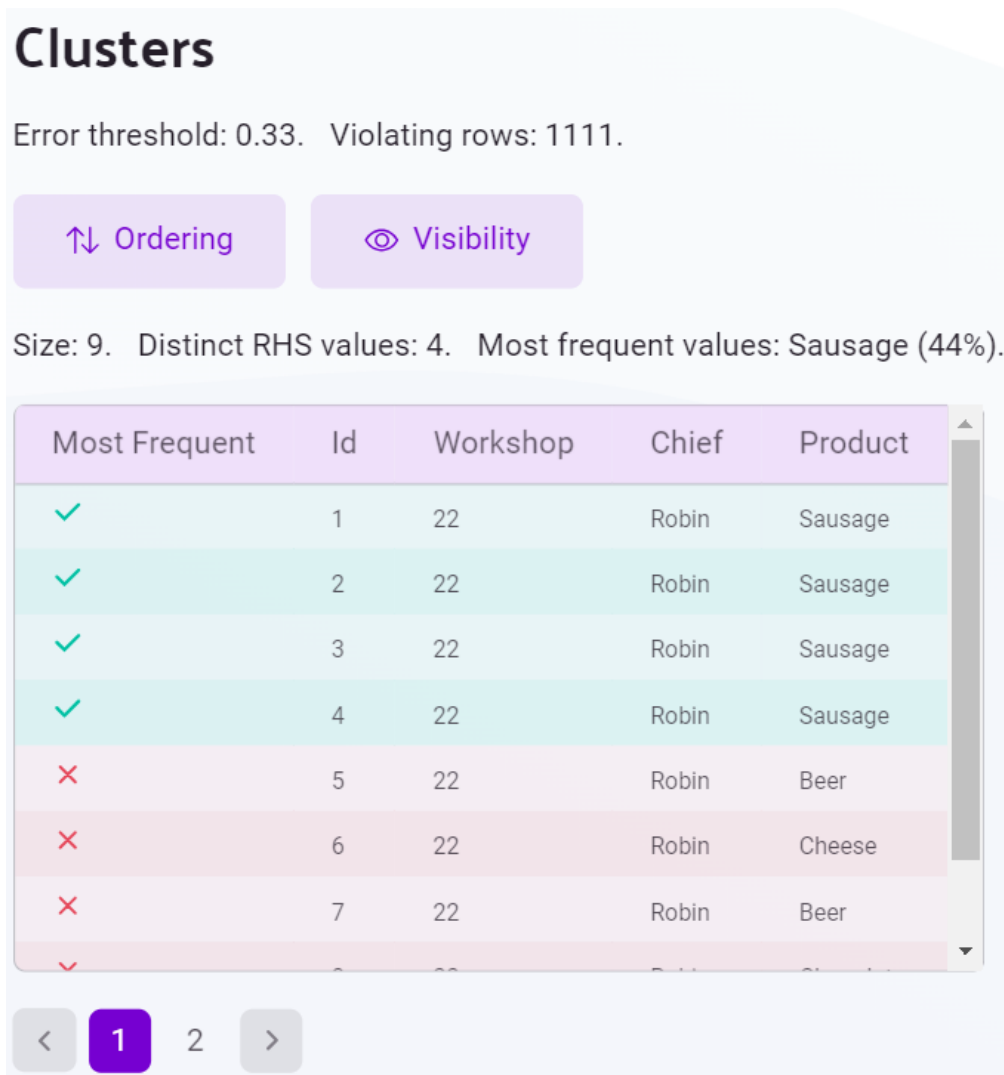 Clusters
Error threshold: 0.33. Violating rows: 1111.
Ordering Visibility
Size: 9. Distinct RHS values: 4. Most frequent values: Sausage (44%).
Most Frequent Id Workshop Chief Product
1 22 Robin Sausage
2 22 Robin Sausage
3 22 Robin Sausage
4 22 Robin Sausage
5 22 Robin Beer
6 22 Robin Cheese
7 22 Robin Beer
1 2